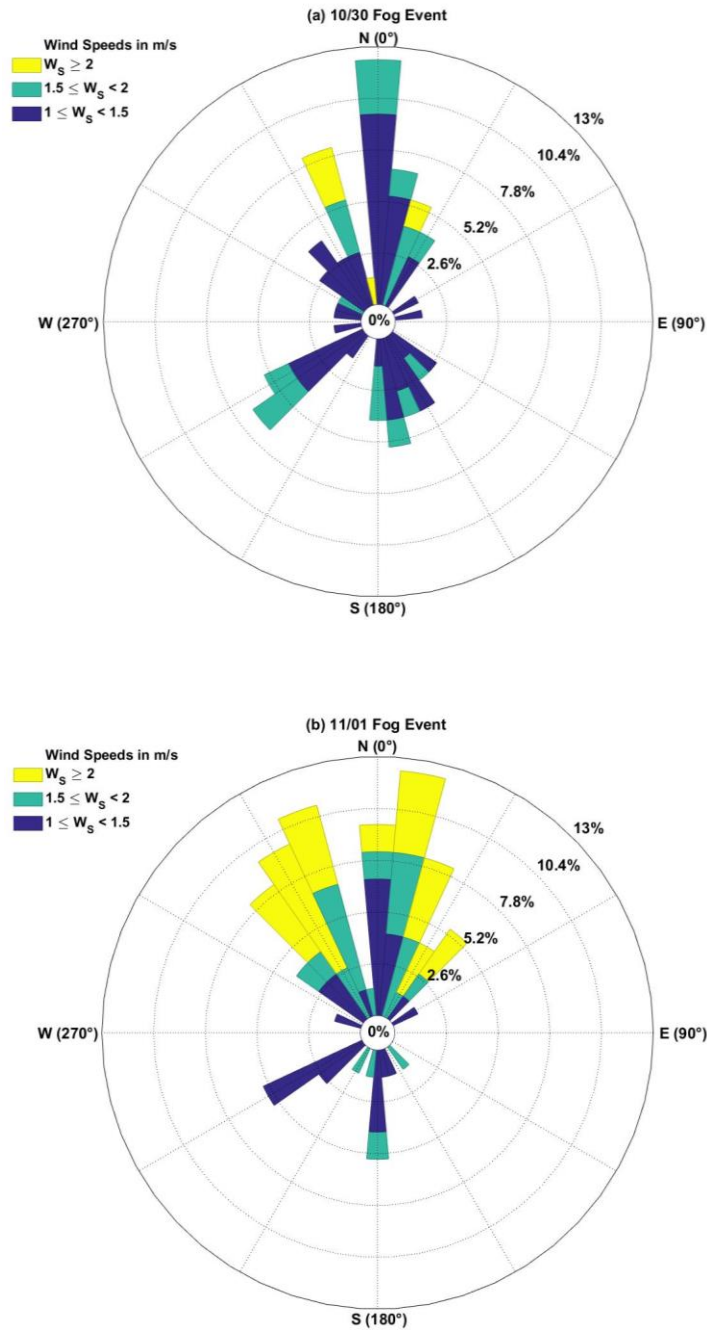 (a) 10/30 Fog Event
N (0°)
Wind Speeds in m/s
W_S ≥ 2
1.5 ≤ W_S < 2
1 ≤ W_S < 1.5
13%
10.4%
7.8%
5.2%
2.6%
W (270°)
0%
E (90°)
S (180°)
(b) 11/01 Fog Event
N (0°)
Wind Speeds in m/s
W_S ≥ 2
1.5 ≤ W_S < 2
1 ≤ W_S < 1.5
13%
10.4%
7.8%
5.2%
2.6%
W (270°)
0%
E (90°)
S (180°)